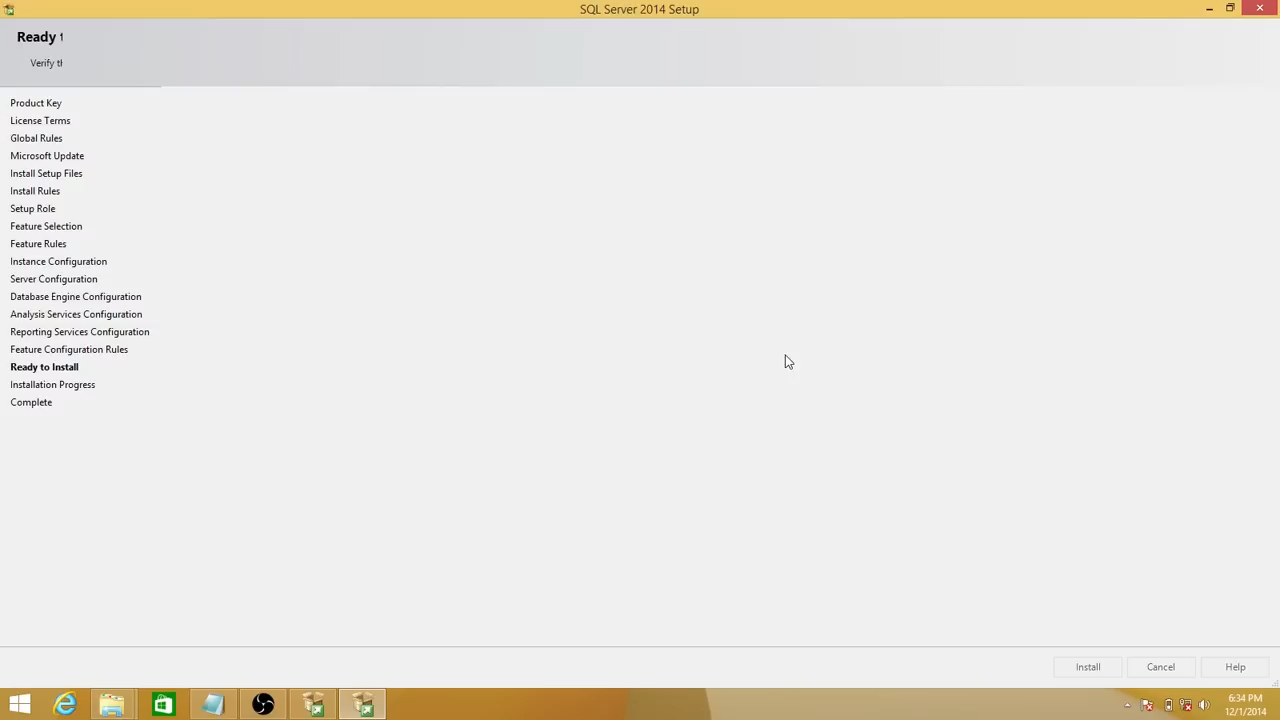 SQL Server 2014 Setup
Ready t
Verify th
Product Key
License Terms
Global Rules
Microsoft Update
Install Setup Files
Install Rules
Setup Role
Feature Selection
Feature Rules
Instance Configuration
Server Configuration
Database Engine Configuration
Analysis Services Configuration
Reporting Services Configuration
Feature Configuration Rules
Ready to Install
Installation Progress
Complete
Install
Cancel
Help
6:34 PM
12/1/2014